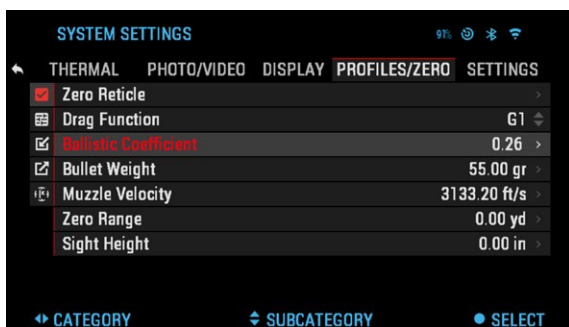 SYSTEM SETTINGS 91%
THERMAL PHOTO/VIDEO DISPLAY PROFILES/ZERO SETTINGS
Zero Reticle
Drag Function G1
Ballistic Coefficient 0.26
Bullet Weight 55.00 gr
Muzzle Velocity 3133.20 ft/s
Zero Range 0.00 yd
Sight Height 0.00 in
CATEGORY SUBCATEGORY SELECT